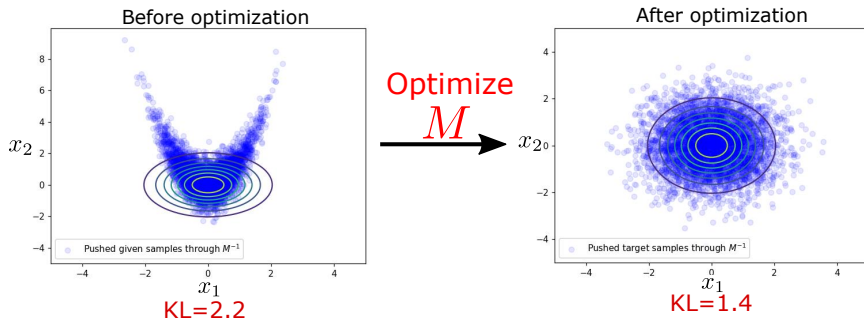 Before optimization
8
6
4
2
0
−2
−4
x₂
−4
−2
0
2
4
Pushed given samples through M⁻¹
x₁
KL=2.2
Optimize
M
After optimization
4
2
0
−2
−4
x₂
−4
−2
0
2
4
Pushed target samples through M⁻¹
x₁
KL=1.4